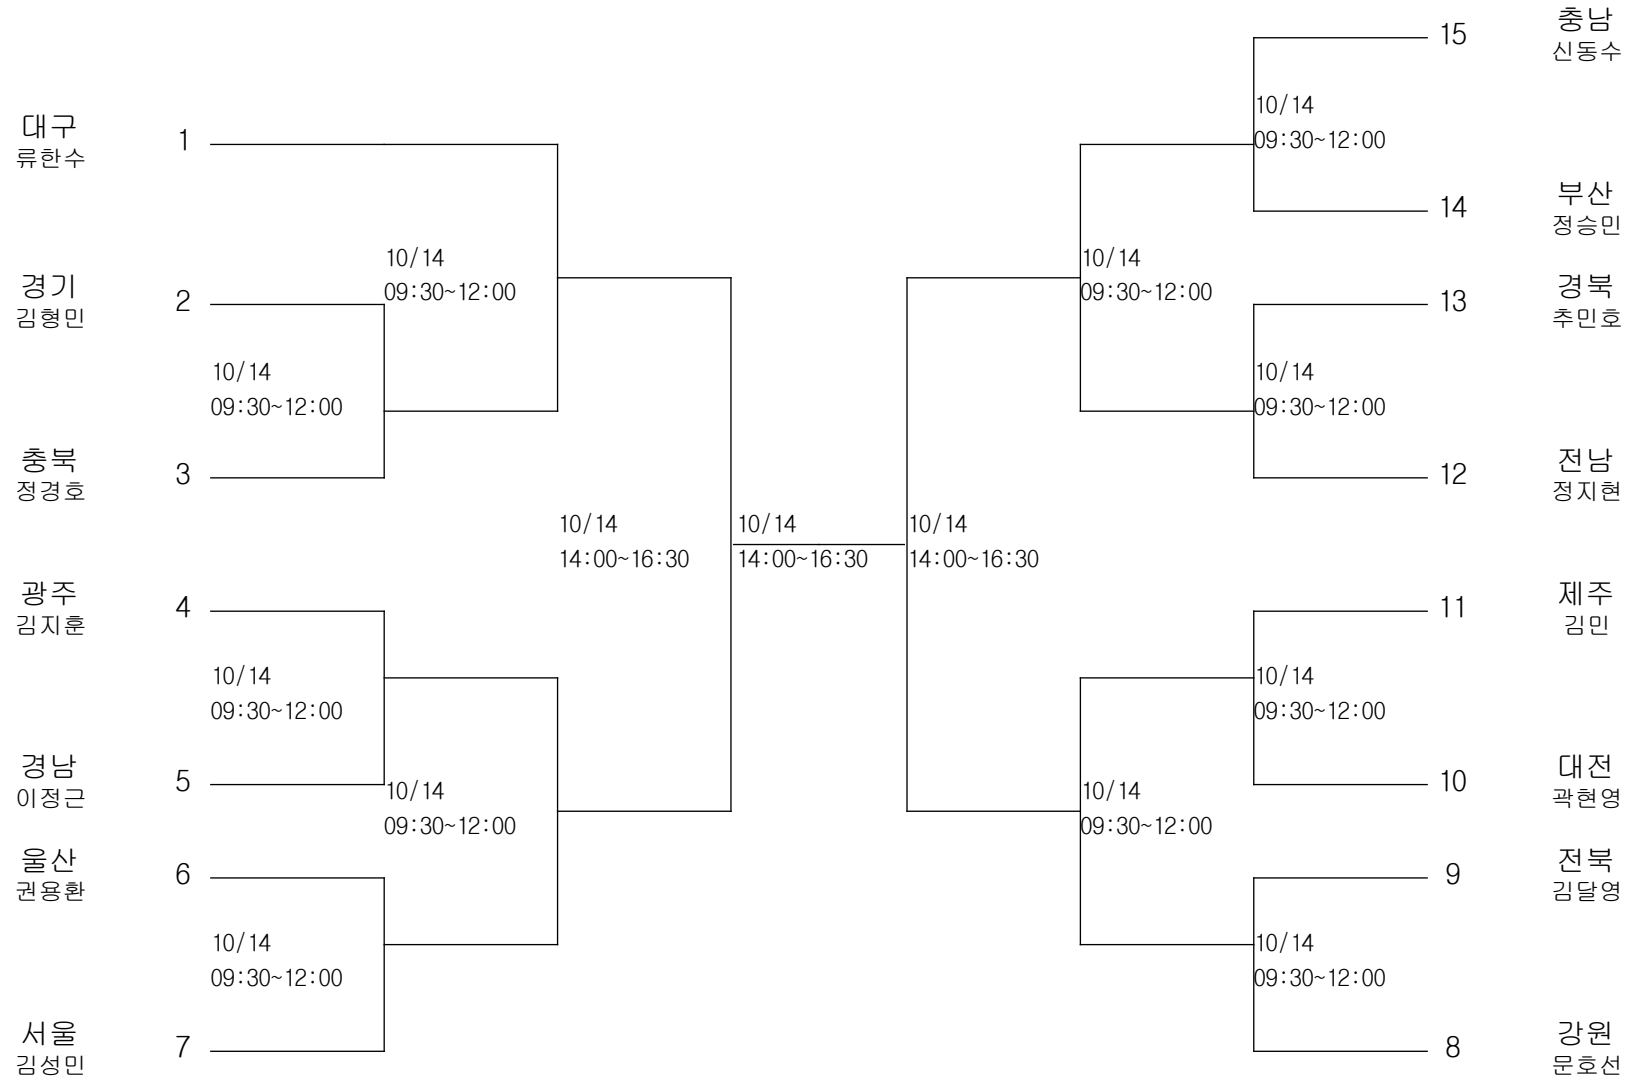 충남
15
신동수
10/14
09:30~12:00
대구
1
류한수
부산
14
정승민
10/14
09:30~12:00
10/14
09:30~12:00
경기
2
김형민
경북
13
추민호
10/14
09:30~12:00
10/14
09:30~12:00
충북
3
정경호
전남
12
정지현
10/14
14:00~16:30
10/14
14:00~16:30
10/14
14:00~16:30
광주
4
김지훈
제주
11
김민
10/14
09:30~12:00
10/14
09:30~12:00
경남
5
이정근
대전
10
곽현영
10/14
09:30~12:00
10/14
09:30~12:00
울산
6
권용환
전북
9
김달영
10/14
09:30~12:00
10/14
09:30~12:00
서울
7
김성민
강원
8
문호선